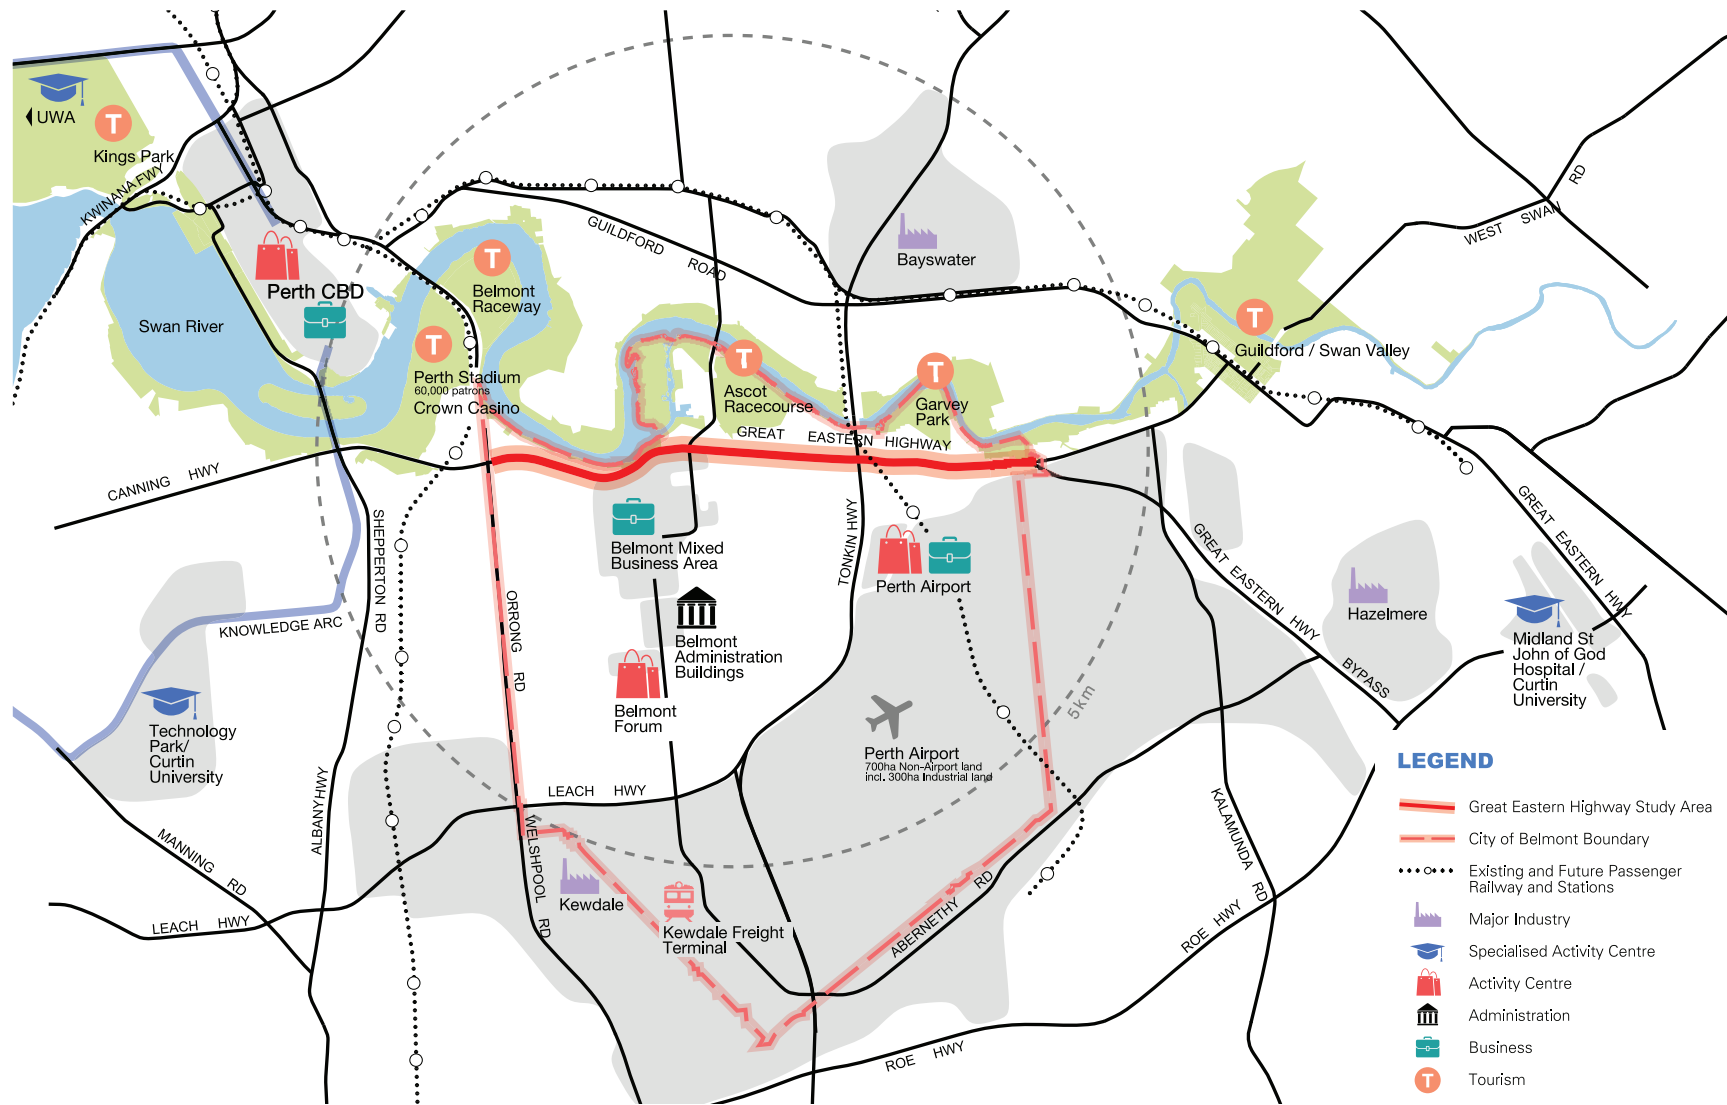 UWA
Kings Park
KWINANA FWY
Perth CBD
Swan River
Belmont
Raceway
Perth Stadium
60,000 patrons
Crown Casino
GUILDFORD ROAD
Bayswater
WEST SWAN RD
Guildford / Swan Valley
Ascot
Racecourse
Garvey
Park
GREAT EASTERN HIGHWAY
CANNING HWY
SHEPPERTON RD
KNOWLEDGE ARC
Technology
Park/
Curtin
University
ORRONG RD
Belmont Mixed
Business Area
Belmont
Administration
Buildings
Belmont
Forum
TONKIN HWY
Perth Airport
Perth Airport
700ha Non-Airport land
incl. 300ha Industrial land
5km
GREAT EASTERN HWY BYPASS
GREAT EASTERN HWY
Hazelmere
Midland St
John of God
Hospital /
Curtin
University
LEACH HWY
ALBANY HWY
MANNING RD
LEACH HWY
WELSHPOOL RD
Kewdale
Kewdale Freight
Terminal
ABERNETHY RD
KALAMUNDA RD
ROE HWY
ROE HWY
LEGEND
Great Eastern Highway Study Area
City of Belmont Boundary
Existing and Future Passenger
Railway and Stations
Major Industry
Specialised Activity Centre
Activity Centre
Administration
Business
T Tourism
T
T
T
T
T
T